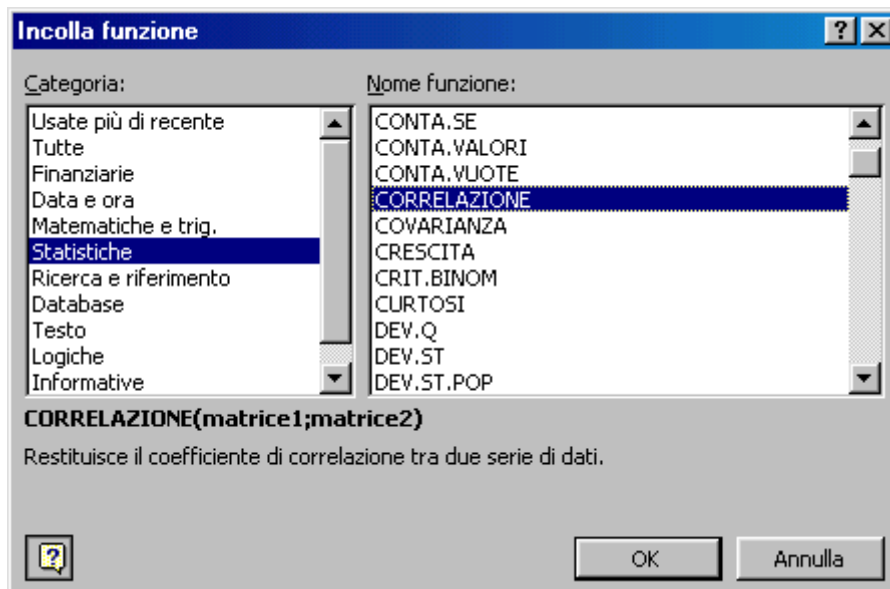 Incolla funzione
Categoria:
Usate più di recente
Tutte
Finanziarie
Data e ora
Matematiche e trig.
Statistiche
Ricerca e riferimento
Database
Testo
Logiche
Informative
Nome funzione:
CONTA.SE
CONTA.VALORI
CONTA.VUOTE
CORRELAZIONE
COVARIANZA
CRESCITA
CRIT.BINOM
CURTOSI
DEV.Q
DEV.ST
DEV.ST.POP
CORRELAZIONE(matrice1;matrice2)
Restituisce il coefficiente di correlazione tra due serie di dati.
OK
Annulla